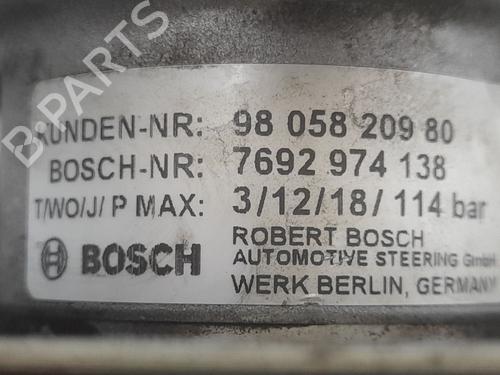 B-PARTS
KUNDEN-NR: 98 058 209 80
BOSCH-NR: 7692 974 138
T/WO/J/ P MAX: 3/12/18/ 114 bar
BOSCH
ROBERT BOSCH
AUTOMOTIVE STEERING GmbH
WERK BERLIN, GERMANY